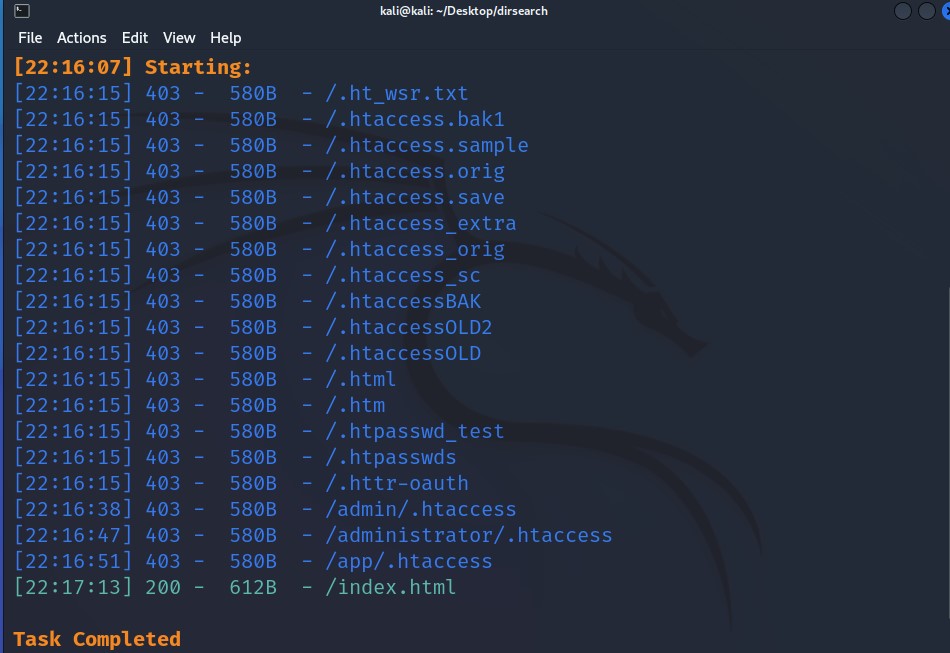 kali@kali: ~/Desktop/dirsearch
File Actions Edit View Help
[22:16:07] Starting:
[22:16:15] 403 - 580B - /.ht_wsr.txt
[22:16:15] 403 - 580B - /.htaccess.bak1
[22:16:15] 403 - 580B - /.htaccess.sample
[22:16:15] 403 - 580B - /.htaccess.orig
[22:16:15] 403 - 580B - /.htaccess.save
[22:16:15] 403 - 580B - /.htaccess_extra
[22:16:15] 403 - 580B - /.htaccess_orig
[22:16:15] 403 - 580B - /.htaccess_sc
[22:16:15] 403 - 580B - /.htaccessBAK
[22:16:15] 403 - 580B - /.htaccessOLD2
[22:16:15] 403 - 580B - /.htaccessOLD
[22:16:15] 403 - 580B - /.html
[22:16:15] 403 - 580B - /.htm
[22:16:15] 403 - 580B - /.htpasswd_test
[22:16:15] 403 - 580B - /.htpasswds
[22:16:15] 403 - 580B - /.httr-oauth
[22:16:38] 403 - 580B - /admin/.htaccess
[22:16:47] 403 - 580B - /administrator/.htaccess
[22:16:51] 403 - 580B - /app/.htaccess
[22:17:13] 200 - 612B - /index.html
Task Completed